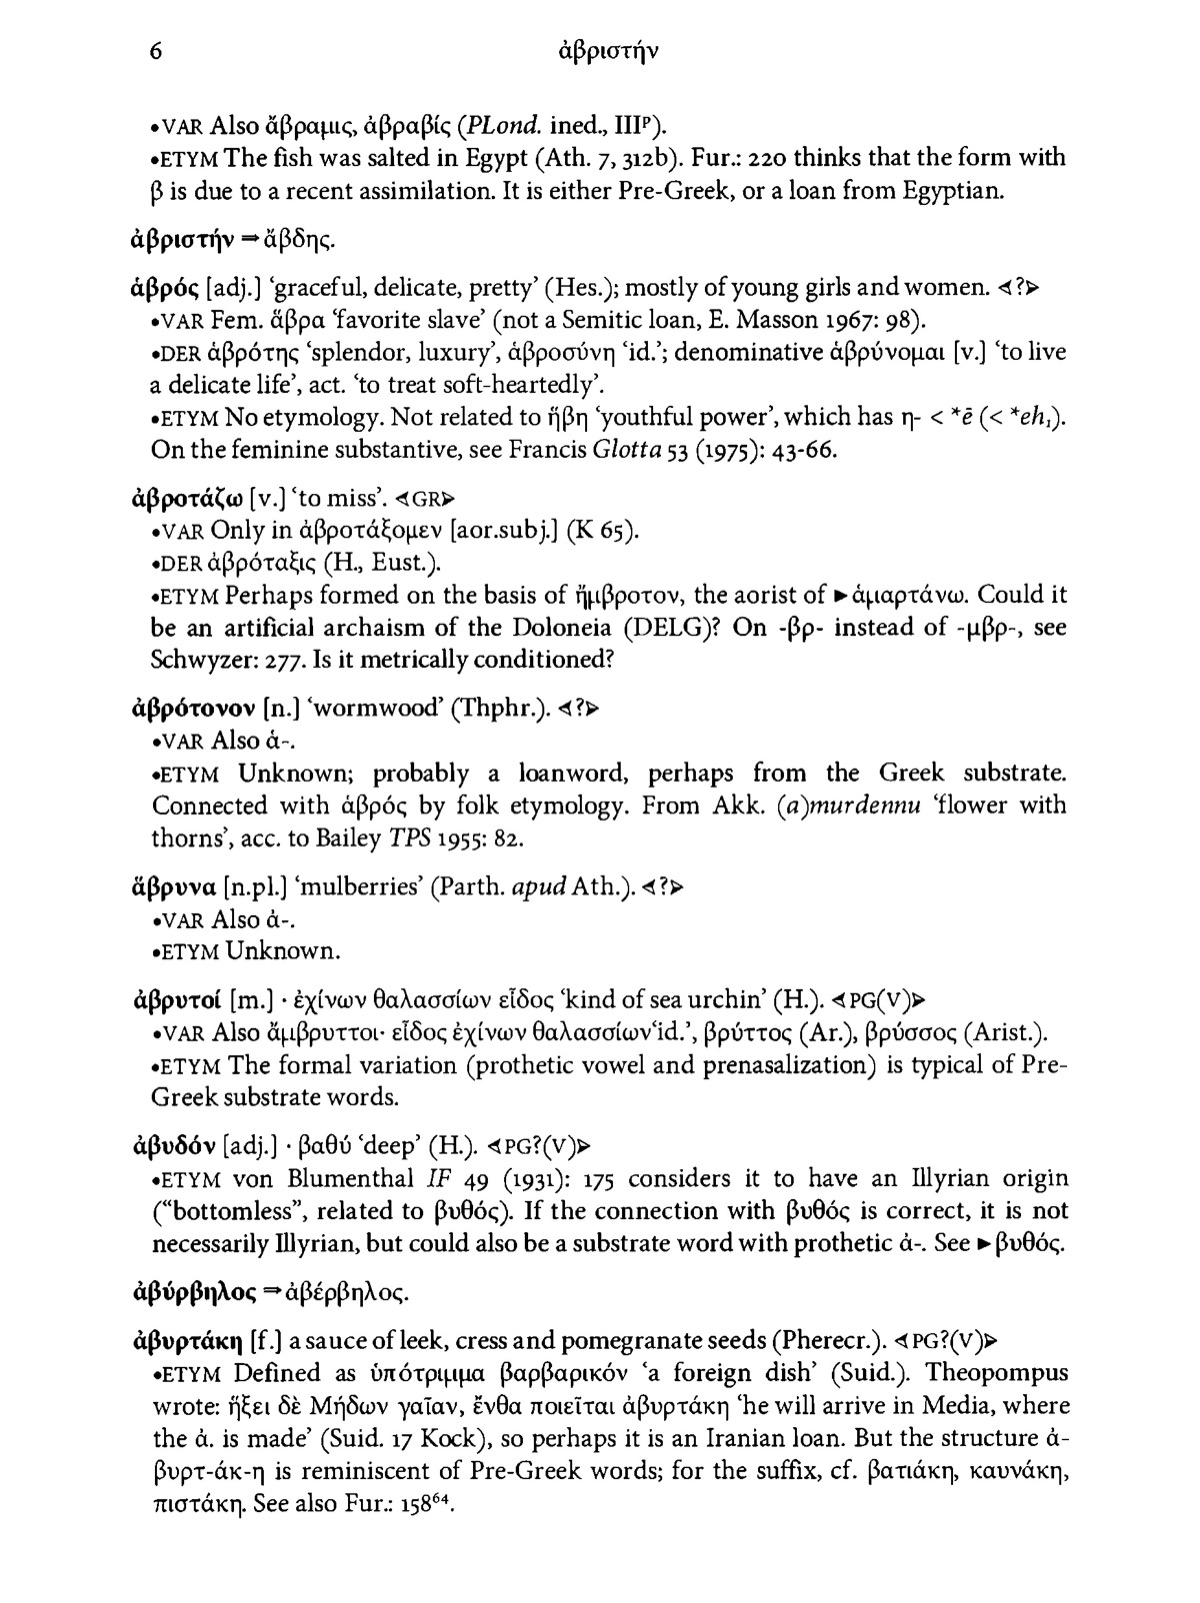 6 ἀβριστήν
•VAR Also ἄβραμις, ἀβραβίς (PLond. ined., IIIᵖ).
•ETYM The fish was salted in Egypt (Ath. 7, 312b). Fur.: 220 thinks that the form with
β is due to a recent assimilation. It is either Pre-Greek, or a loan from Egyptian.
ἀβριστήν ⇒ ἄβδης.
ἁβρός [adj.] ‘graceful, delicate, pretty’ (Hes.); mostly of young girls and women. ⋖?⋗
•VAR Fem. ἅβρα ‘favorite slave’ (not a Semitic loan, E. Masson 1967: 98).
•DER ἁβρότης ‘splendor, luxury’, ἁβροσύνη ‘id.’; denominative ἁβρύνομαι [v.] ‘to live
a delicate life’, act. ‘to treat soft-heartedly’.
•ETYM No etymology. Not related to ἥβη ‘youthful power’, which has η- < *ē (< *eh₁).
On the feminine substantive, see Francis Glotta 53 (1975): 43-66.
ἀβροτάζω [v.] ‘to miss’. ⋖GR⋗
•VAR Only in ἀβροτάξομεν [aor.subj.] (K 65).
•DER ἀβρόταξις (H., Eust.).
•ETYM Perhaps formed on the basis of ἤμβροτον, the aorist of ►ἁμαρτάνω. Could it
be an artificial archaism of the Doloneia (DELG)? On -βρ- instead of -μβρ-, see
Schwyzer: 277. Is it metrically conditioned?
ἀβρότονον [n.] ‘wormwood’ (Thphr.). ⋖?⋗
•VAR Also ἁ-.
•ETYM Unknown; probably a loanword, perhaps from the Greek substrate.
Connected with ἁβρός by folk etymology. From Akk. (a)murdennu ‘flower with
thorns’, acc. to Bailey TPS 1955: 82.
ἄβρυνα [n.pl.] ‘mulberries’ (Parth. apud Ath.). ⋖?⋗
•VAR Also ἁ-.
•ETYM Unknown.
ἀβρυτοί [m.] · ἐχίνων θαλασσίων εἶδος ‘kind of sea urchin’ (H.). ⋖PG(V)⋗
•VAR Also ἄμβρυττοι· εἶδος ἐχίνων θαλασσίων‘id.’, βρύττος (Ar.), βρύσσος (Arist.).
•ETYM The formal variation (prothetic vowel and prenasalization) is typical of Pre-
Greek substrate words.
ἀβυδόν [adj.] · βαθύ ‘deep’ (H.). ⋖PG?(V)⋗
•ETYM von Blumenthal IF 49 (1931): 175 considers it to have an Illyrian origin
(“bottomless”, related to βυθός). If the connection with βυθός is correct, it is not
necessarily Illyrian, but could also be a substrate word with prothetic ἀ-. See ►βυθός.
ἀβύρβηλος ⇒ ἀβέρβηλος.
ἀβυρτάκη [f.] a sauce of leek, cress and pomegranate seeds (Pherecr.). ⋖PG?(V)⋗
•ETYM Defined as ὑπότριμμα βαρβαρικόν ‘a foreign dish’ (Suid.). Theopompus
wrote: ἥξει δὲ Μήδων γαῖαν, ἔνθα ποιεῖται ἀβυρτάκη ‘he will arrive in Media, where
the ἀ. is made’ (Suid. 17 Kock), so perhaps it is an Iranian loan. But the structure ἀ-
βυρτ-άκ-η is reminiscent of Pre-Greek words; for the suffix, cf. βατιάκη, καυνάκη,
πιστάκη. See also Fur.: 158⁶⁴.